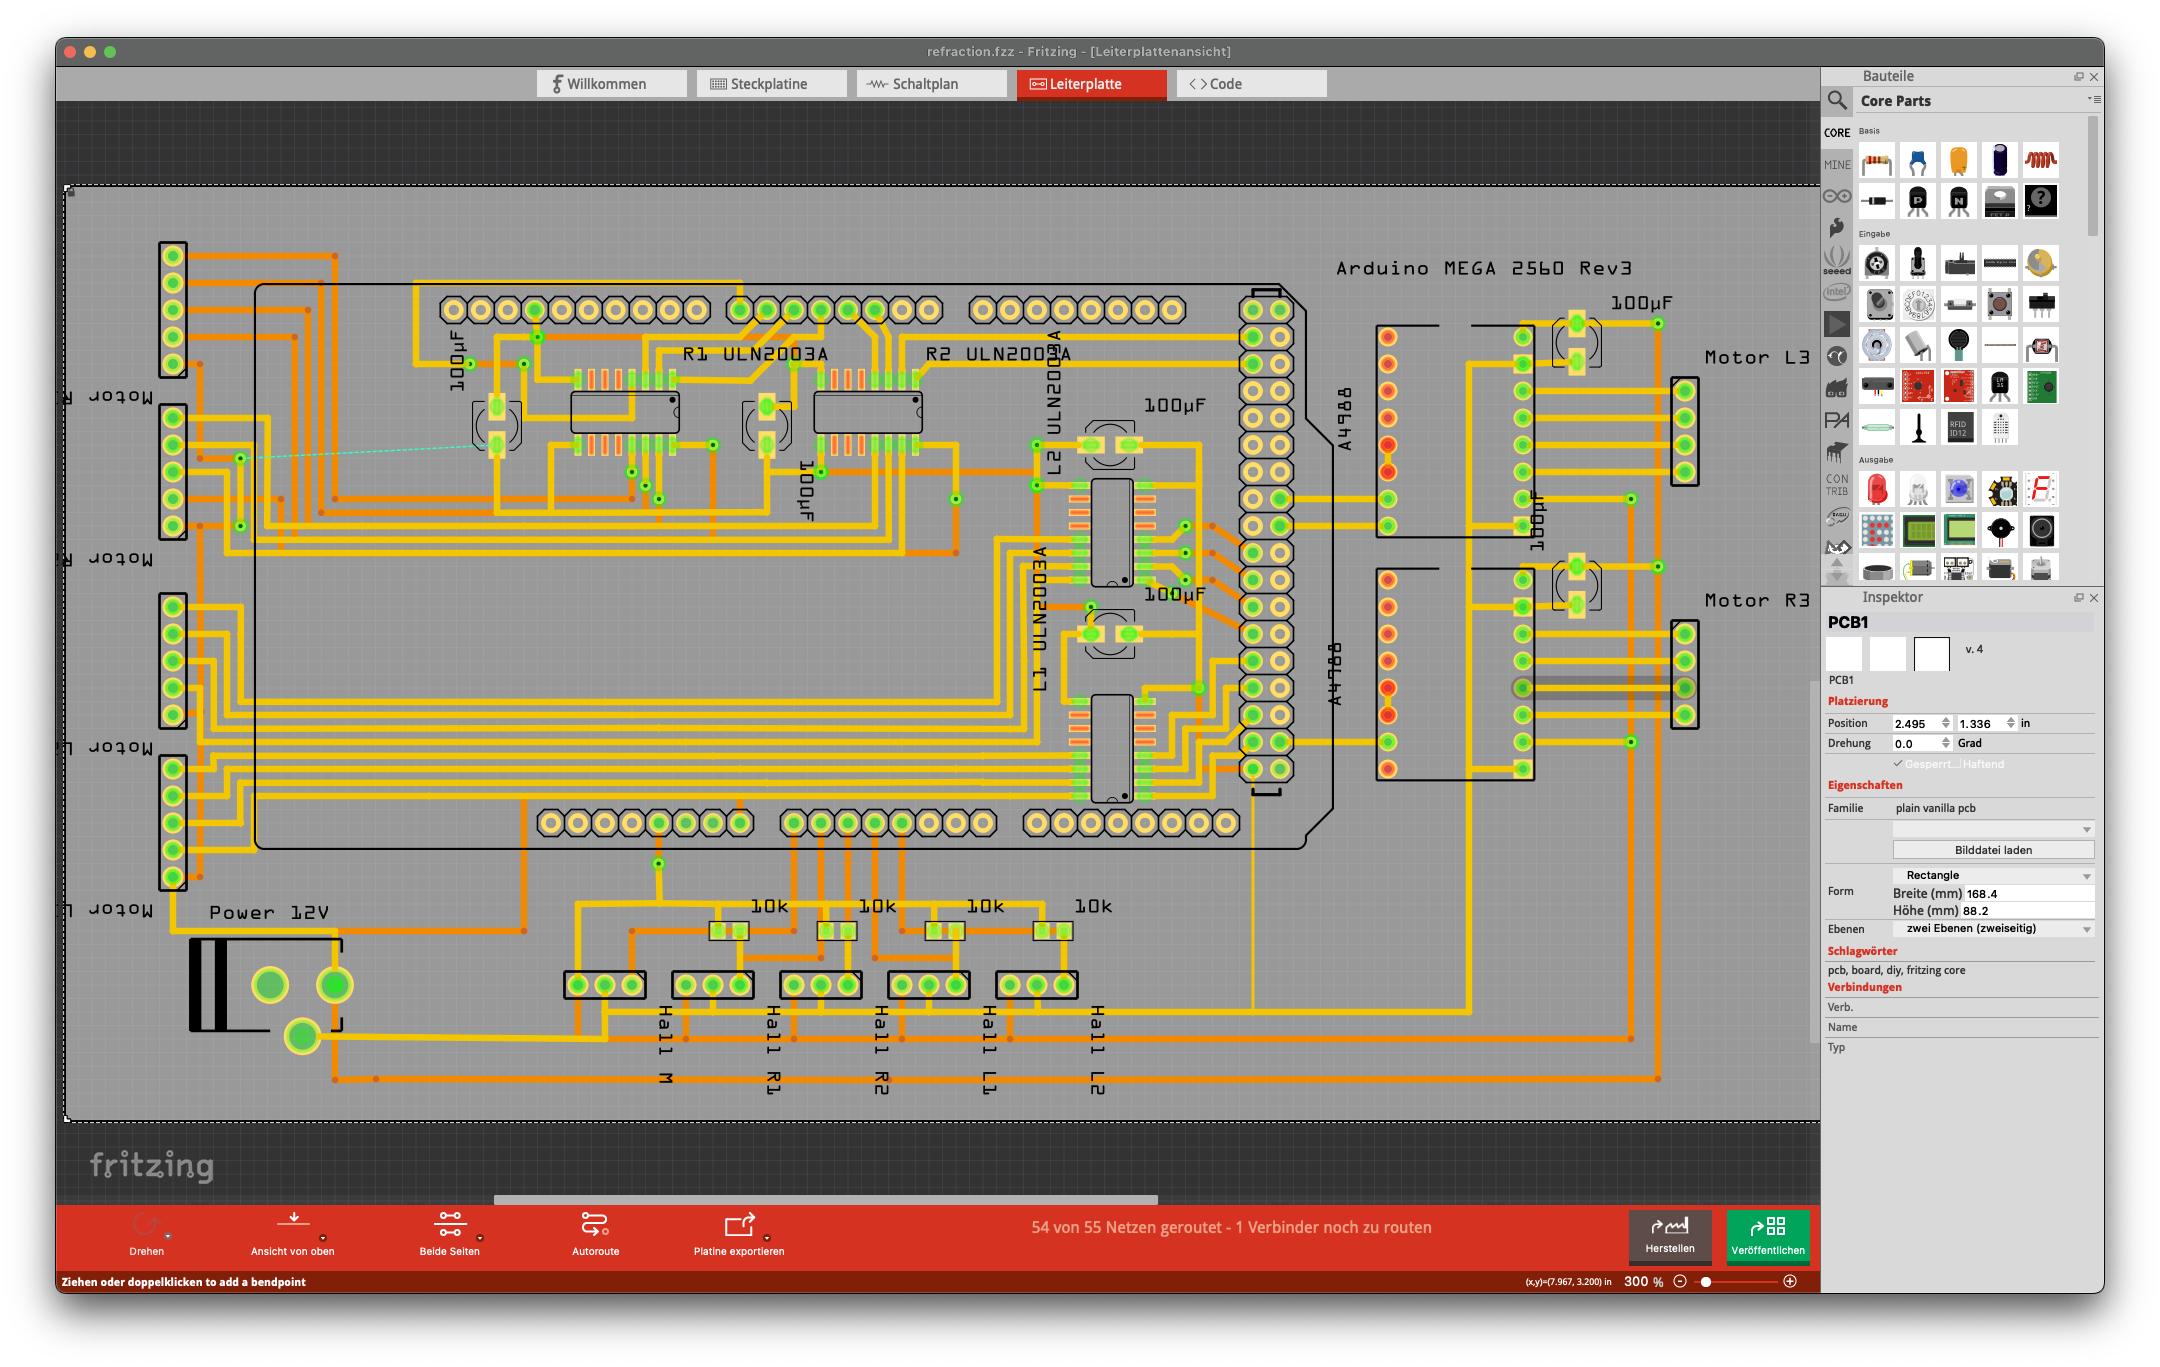 refraction.fzz - Fritzing - [Leiterplattenansicht]
Willkommen
Steckplatine
Schaltplan
Leiterplatte
Code
Bauteile
Core Parts
CORE
MINE
seeed
intel
PA
CON
TRIB
Basis
Eingabe
Ausgabe
RFID
ID12
Arduino MEGA 2560 Rev3
100µF
Motor L3
100µF
R1 ULN2003A
R2 ULN2003A
L2 ULN2003A
100µF
A4988
100µF
100µF
L1 ULN2003A
100µF
Motor R3
A4988
Motor
Motor
Motor
Motor
Power 12V
10k
10k
10k
10k
Hall M
Hall R1
Hall R2
Hall L1
Hall L2
fritzing
Inspektor
PCB1
v. 4
PCB1
Platzierung
Position 2.495 1.336 in
Drehung 0.0 Grad
Gesperrt... Haftend
Eigenschaften
Familie plain vanilla pcb
Bilddatei laden
Rectangle
Form Breite (mm) 168.4
Höhe (mm) 88.2
Ebenen zwei Ebenen (zweiseitig)
Schlagwörter
pcb, board, diy, fritzing core
Verbindungen
Verb.
Name
Typ
Drehen
Ansicht von oben
Beide Seiten
Autoroute
Platine exportieren
54 von 55 Netzen geroutet - 1 Verbinder noch zu routen
Herstellen
Veröffentlichen
Ziehen oder doppelklicken to add a bendpoint
(x,y)=(7.967, 3.200) in 300 %